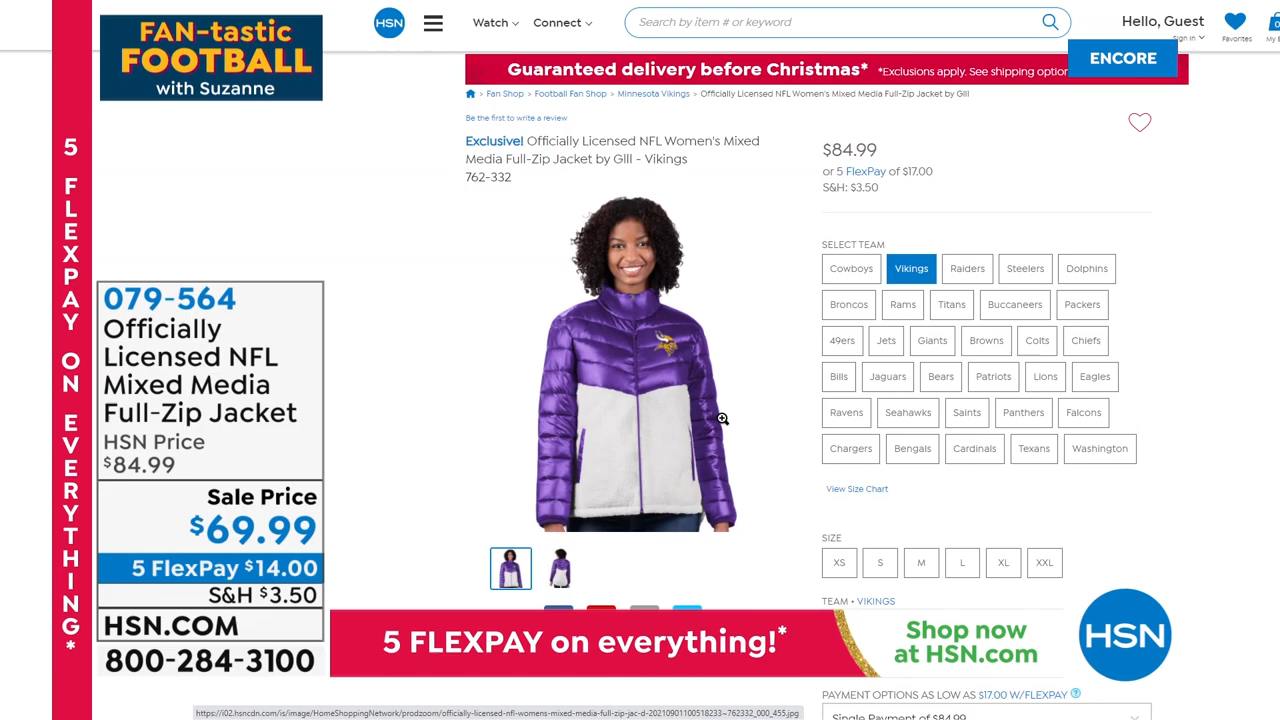 FAN-tastic
FOOTBALL
with Suzanne
5 FLEXPAY ON EVERYTHING!*
079-564
Officially
Licensed NFL
Mixed Media
Full-Zip Jacket
HSN Price
$84.99
Sale Price
$69.99
5 FlexPay $14.00
S&H $3.50
HSN.COM
800-284-3100
HSN
Watch
Connect
Search by item # or keyword
Hello, Guest
Sign In
Favorites
My
ENCORE
Guaranteed delivery before Christmas* *Exclusions apply. See shipping option
> Fan Shop > Football Fan Shop > Minnesota Vikings > Officially Licensed NFL Women's Mixed Media Full-Zip Jacket by GIII
Be the first to write a review
Exclusive! Officially Licensed NFL Women's Mixed
Media Full-Zip Jacket by GIII - Vikings
762-332
$84.99
or 5 FlexPay of $17.00
S&H: $3.50
SELECT TEAM
Cowboys Vikings Raiders Steelers Dolphins
Broncos Rams Titans Buccaneers Packers
49ers Jets Giants Browns Colts Chiefs
Bills Jaguars Bears Patriots Lions Eagles
Ravens Seahawks Saints Panthers Falcons
Chargers Bengals Cardinals Texans Washington
View Size Chart
SIZE
XS S M L XL XXL
TEAM • VIKINGS
5 FLEXPAY on everything!*
Shop now
at HSN.com
HSN
PAYMENT OPTIONS AS LOW AS $17.00 W/FLEXPAY ?
Single Payment of $84.99
https://i02.hsncdn.com/is/image/HomeShoppingNetwork/prodzoom/officially-licensed-nfl-womens-mixed-media-full-zip-jac-d-20210901100518233~762332_000_455.jpg